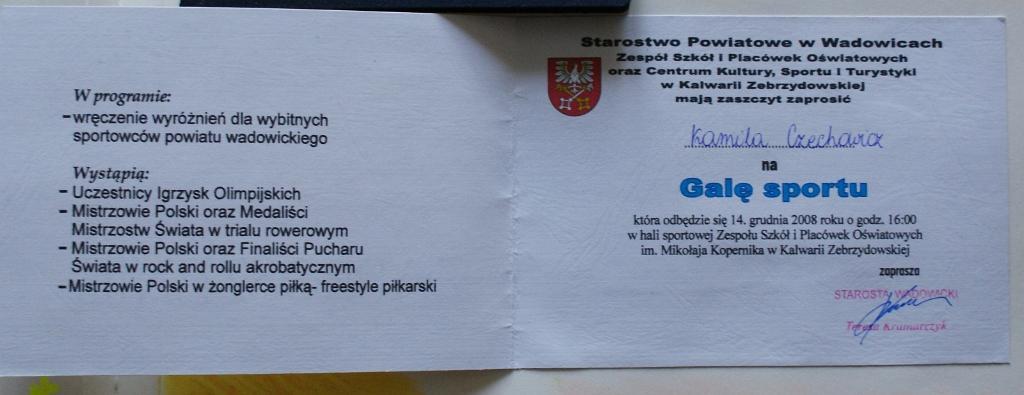 W programie:
-wręczenie wyróżnień dla wybitnych
sportowców powiatu wadowickiego
Wystąpią:
- Uczestnicy Igrzysk Olimpijskich
- Mistrzowie Polski oraz Medaliści
Mistrzostw Świata w trialu rowerowym
- Mistrzowie Polski oraz Finaliści Pucharu
Świata w rock and rollu akrobatycznym
-Mistrzowie Polski w żonglerce piłką- freestyle piłkarski
Starostwo Powiatowe w Wadowicach
Zespół Szkół i Placówek Oświatowych
oraz Centrum Kultury, Sportu i Turystyki
w Kalwarii Zebrzydowskiej
mają zaszczyt zaprosić
Kamila Czechowicz
na
Galę sportu
która odbędzie się 14. grudnia 2008 roku o godz. 16:00
w hali sportowej Zespołu Szkół i Placówek Oświatowych
im. Mikołaja Kopernika w Kalwarii Zebrzydowskiej
zaprasza
STAROSTA WADOWICKI
Teresa Kramarczyk